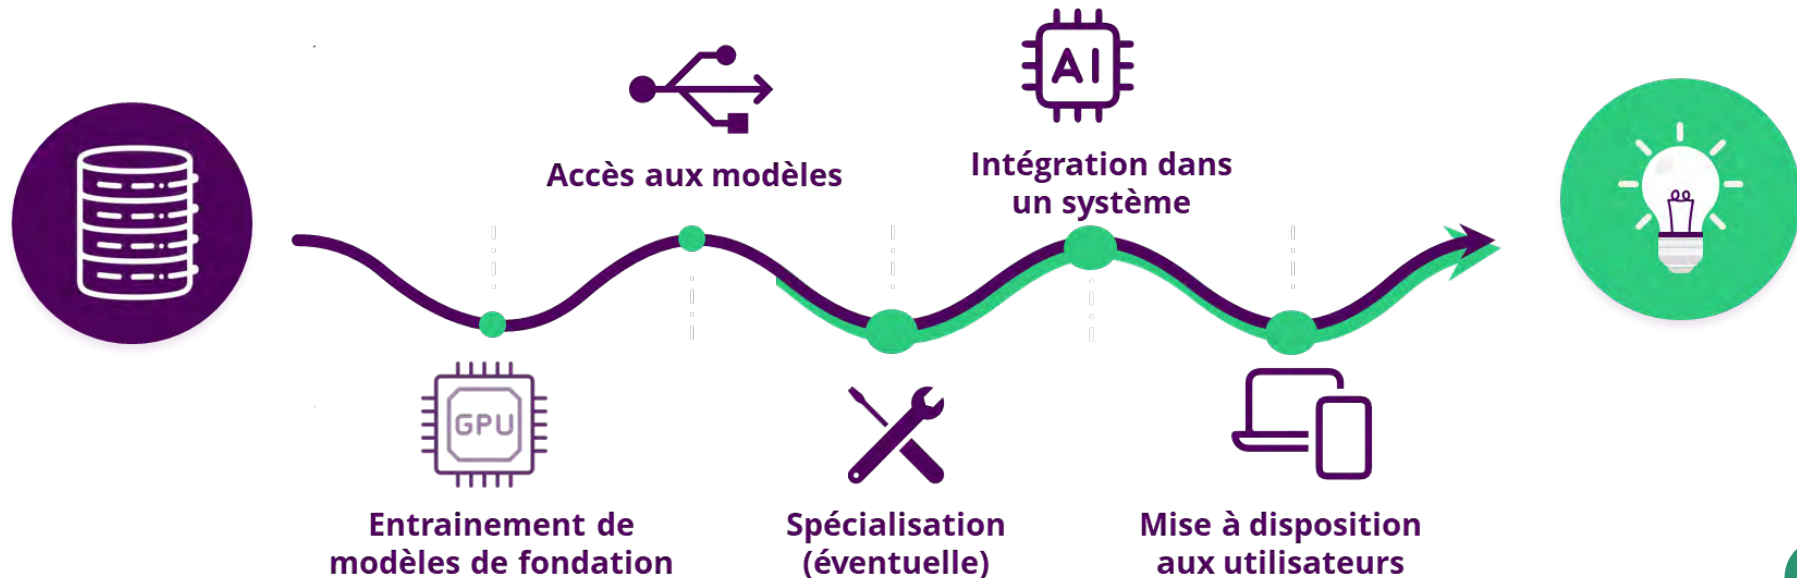 AI
Accès aux modèles
Intégration dans
un système
GPU
Entrainement de
modèles de fondation
Spécialisation
(éventuelle)
Mise à disposition
aux utilisateurs